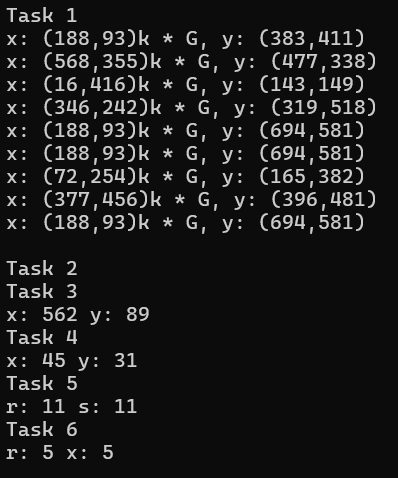 Task 1
x: (188,93)k * G, y: (383,411)
x: (568,355)k * G, y: (477,338)
x: (16,416)k * G, y: (143,149)
x: (346,242)k * G, y: (319,518)
x: (188,93)k * G, y: (694,581)
x: (188,93)k * G, y: (694,581)
x: (72,254)k * G, y: (165,382)
x: (377,456)k * G, y: (396,481)
x: (188,93)k * G, y: (694,581)
Task 2
Task 3
x: 562 y: 89
Task 4
x: 45 y: 31
Task 5
r: 11 s: 11
Task 6
r: 5 x: 5